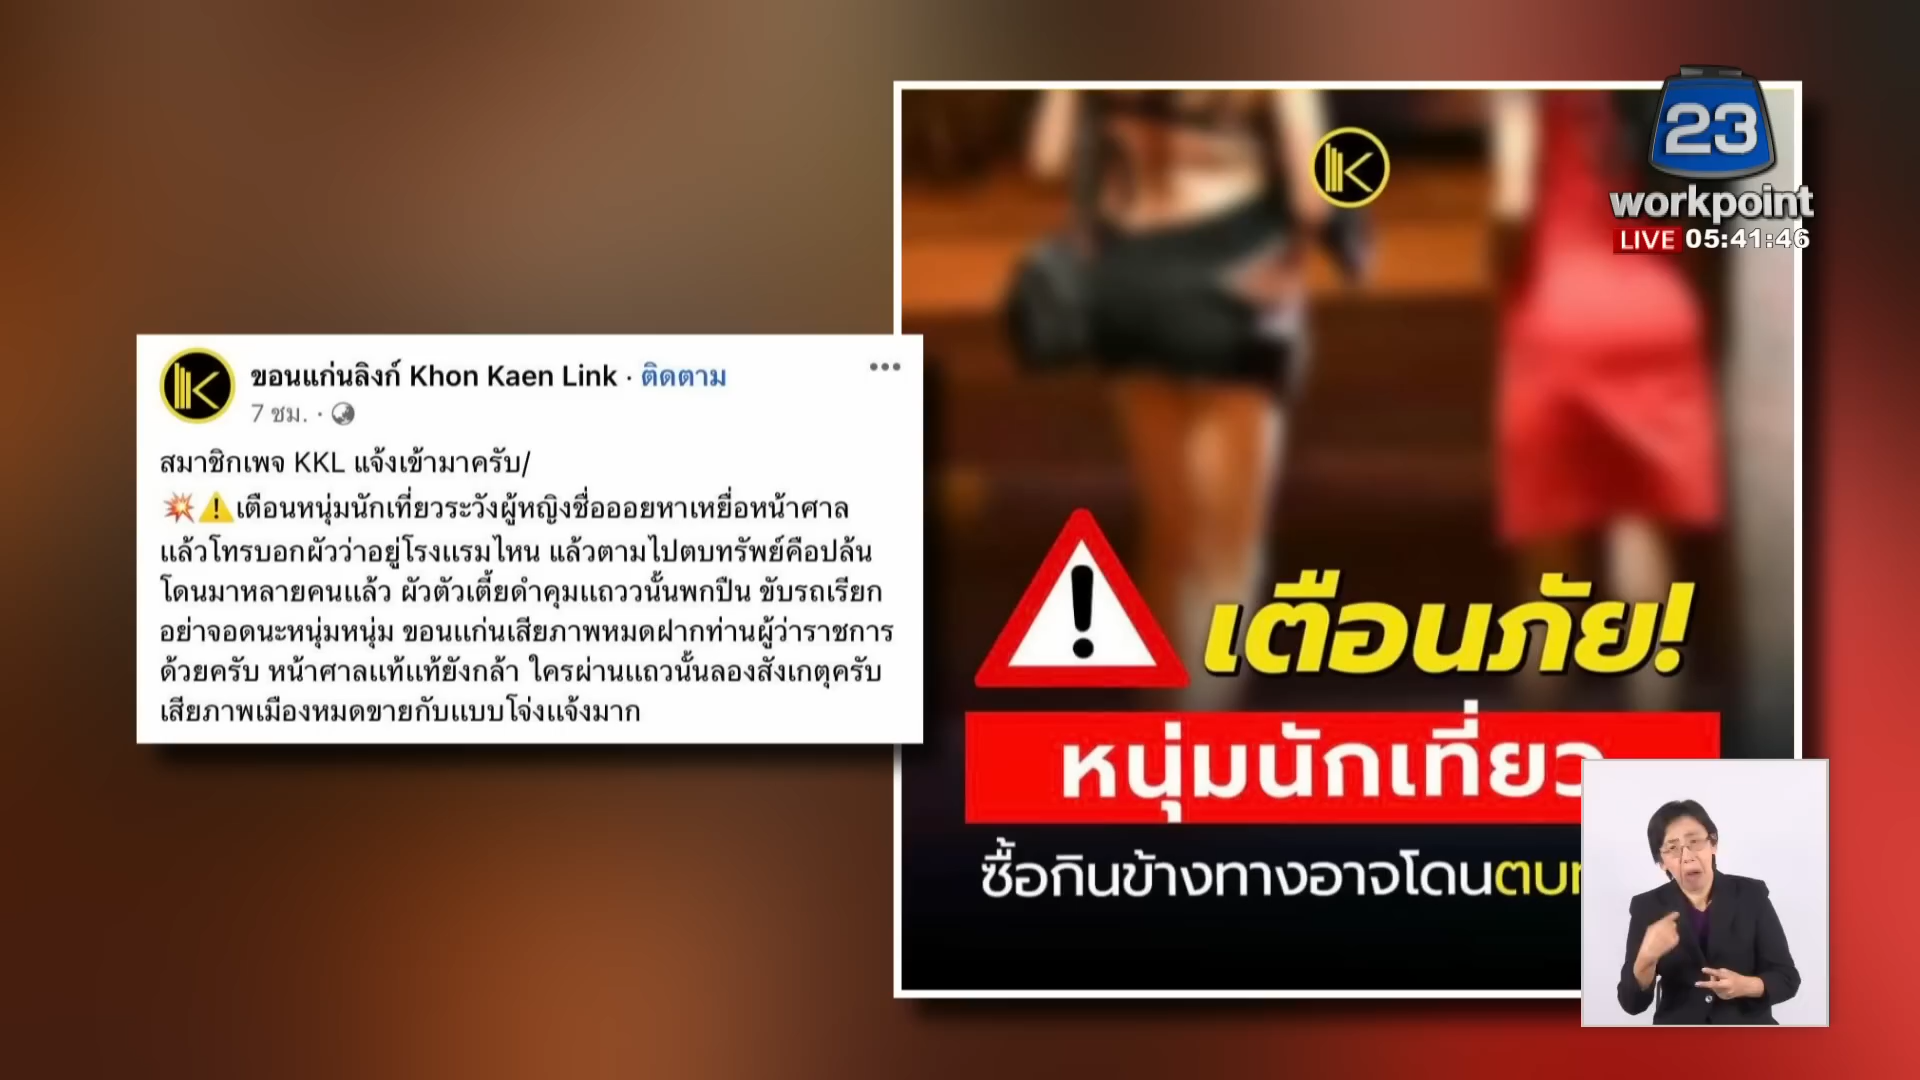 23
workpoint
LIVE 05:41:46
ขอนแก่นลิงก์ Khon Kaen Link · ติดตาม
7 ชม. ·
สมาชิกเพจ KKL แจ้งเข้ามาครับ/
💥⚠️เตือนหนุ่มนักเที่ยวระวังผู้หญิงชื่อออยหาเหยื่อหน้าศาล
แล้วโทรบอกผัวว่าอยู่โรงแรมไหน แล้วตามไปตบทรัพย์คือปล้น
โดนมาหลายคนแล้ว ผัวตัวเตี้ยดำคุมแถววนั้นพกปืน ขับรถเรียก
อย่าจอดนะหนุ่มหนุ่ม ขอนแก่นเสียภาพหมดฝากท่านผู้ว่าราชการ
ด้วยครับ หน้าศาลแท้แท้ยังกล้า ใครผ่านแถวนั้นลองสังเกตุครับ
เสียภาพเมืองหมดขายกับแบบโจ่งแจ้งมาก
เตือนภัย!
หนุ่มนักเที่ยว
ซื้อกินข้างทางอาจโดนตบ